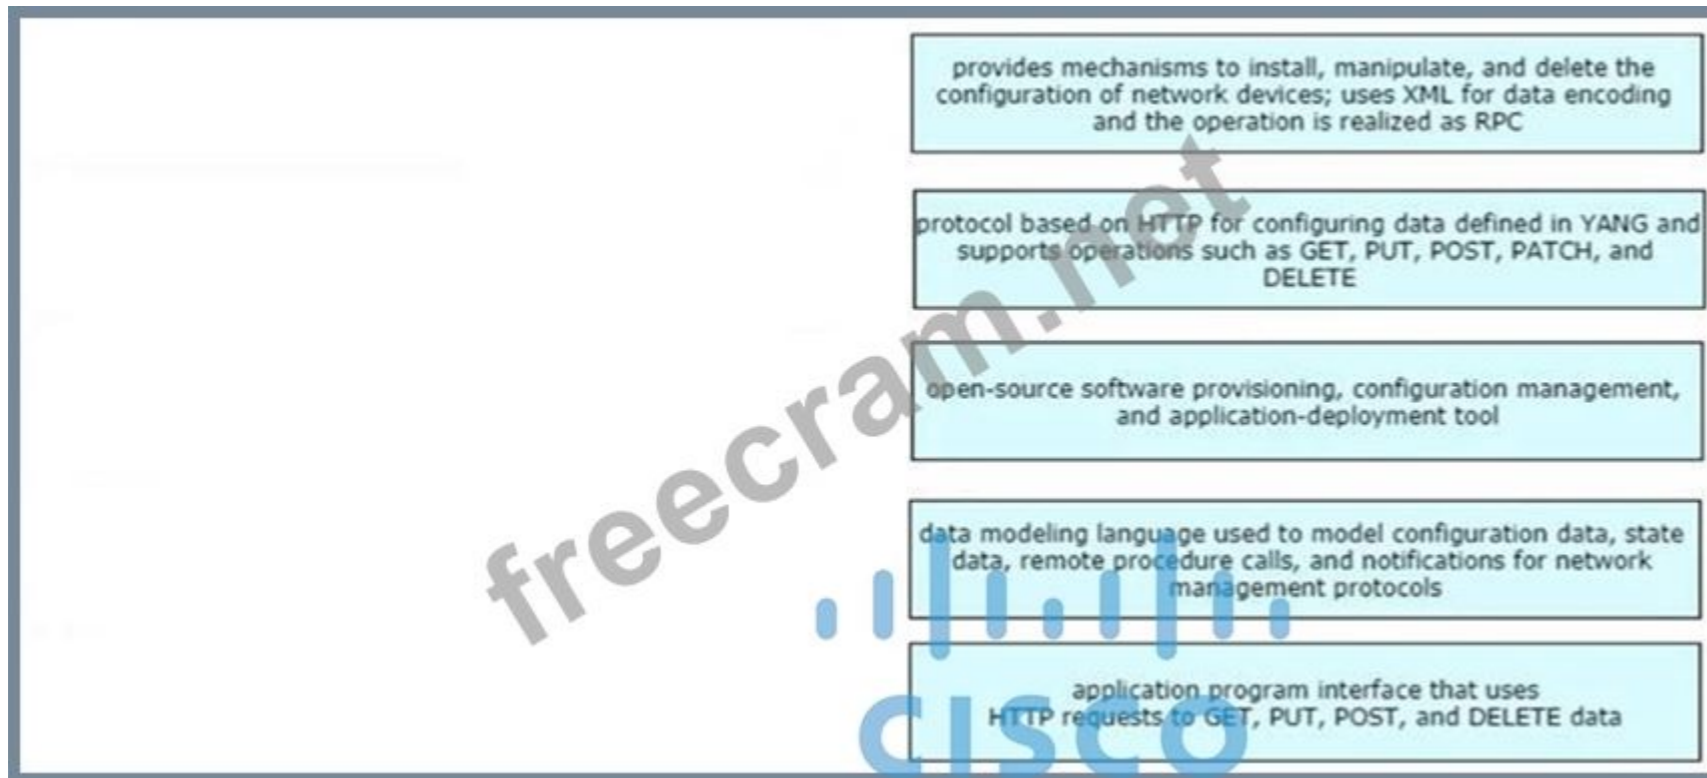 provides mechanisms to install, manipulate, and delete the
configuration of network devices; uses XML for data encoding
and the operation is realized as RPC
protocol based on HTTP for configuring data defined in YANG and
supports operations such as GET, PUT, POST, PATCH, and
DELETE
open-source software provisioning, configuration management,
and application-deployment tool
data modeling language used to model configuration data, state
data, remote procedure calls, and notifications for network
management protocols
application program interface that uses
HTTP requests to GET, PUT, POST, and DELETE data
freecram.net
CISCO